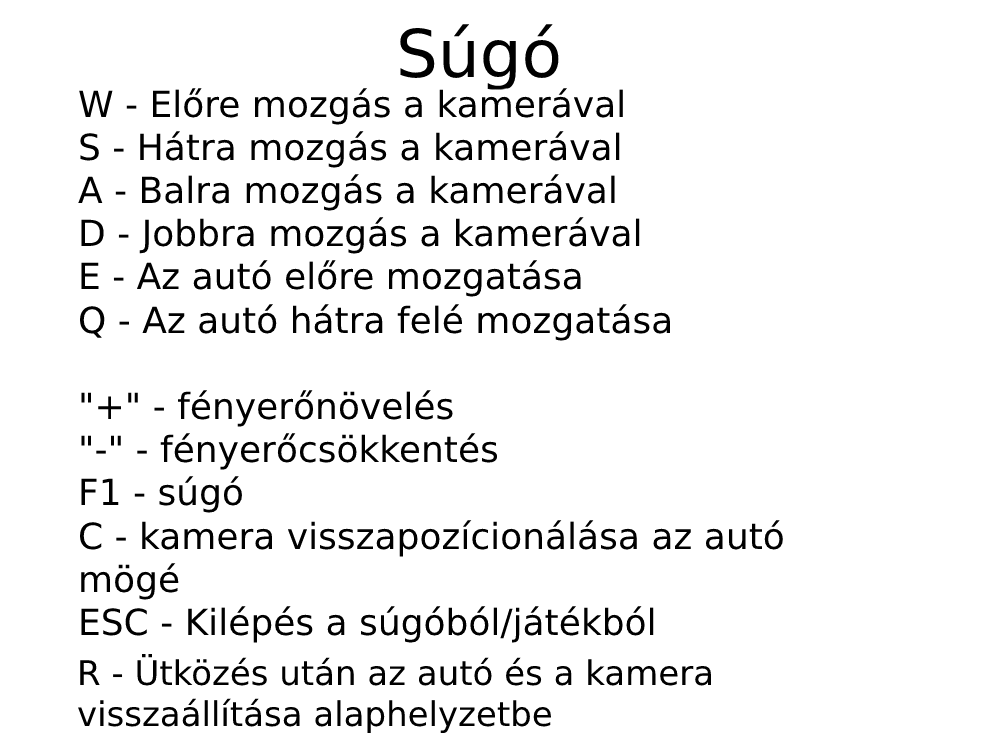 Súgó
W - Előre mozgás a kamerával
S - Hátra mozgás a kamerával
A - Balra mozgás a kamerával
D - Jobbra mozgás a kamerával
E - Az autó előre mozgatása
Q - Az autó hátra felé mozgatása
"+" - fényerőnövelés
"-" - fényerőcsökkentés
F1 - súgó
C - kamera visszapozícionálása az autó
mögé
ESC - Kilépés a súgóból/játékból
R - Ütközés után az autó és a kamera
visszaállítása alaphelyzetbe